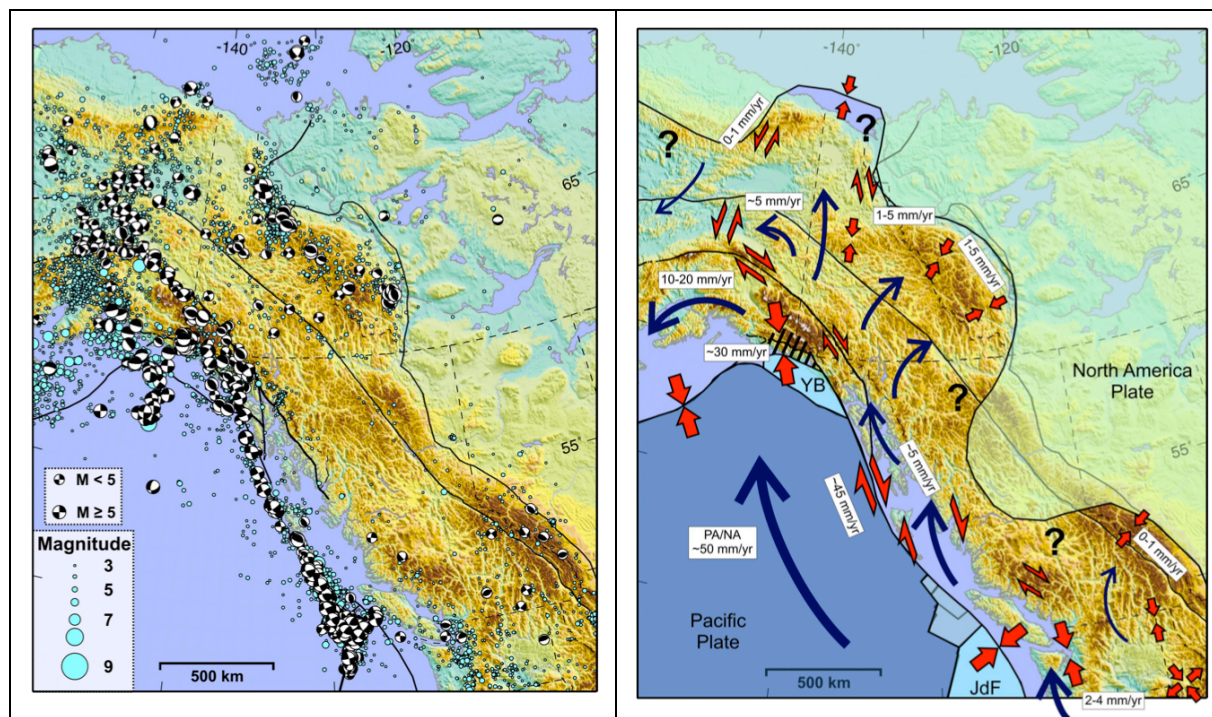 -140
-120
65
55
M < 5
M ≥ 5
Magnitude
3
5
7
9
500 km
-140
-120
0-1 mm/yr
?
?
65
~5 mm/yr
1-5 mm/yr
1-5 mm/yr
10-20 mm/yr
~30 mm/yr
YB
North America
Plate
?
55
~5 mm/yr
~45 mm/yr
PA/NA
~50 mm/yr
?
0-1 mm/yr
Pacific
Plate
500 km
JdF
2-4 mm/yr